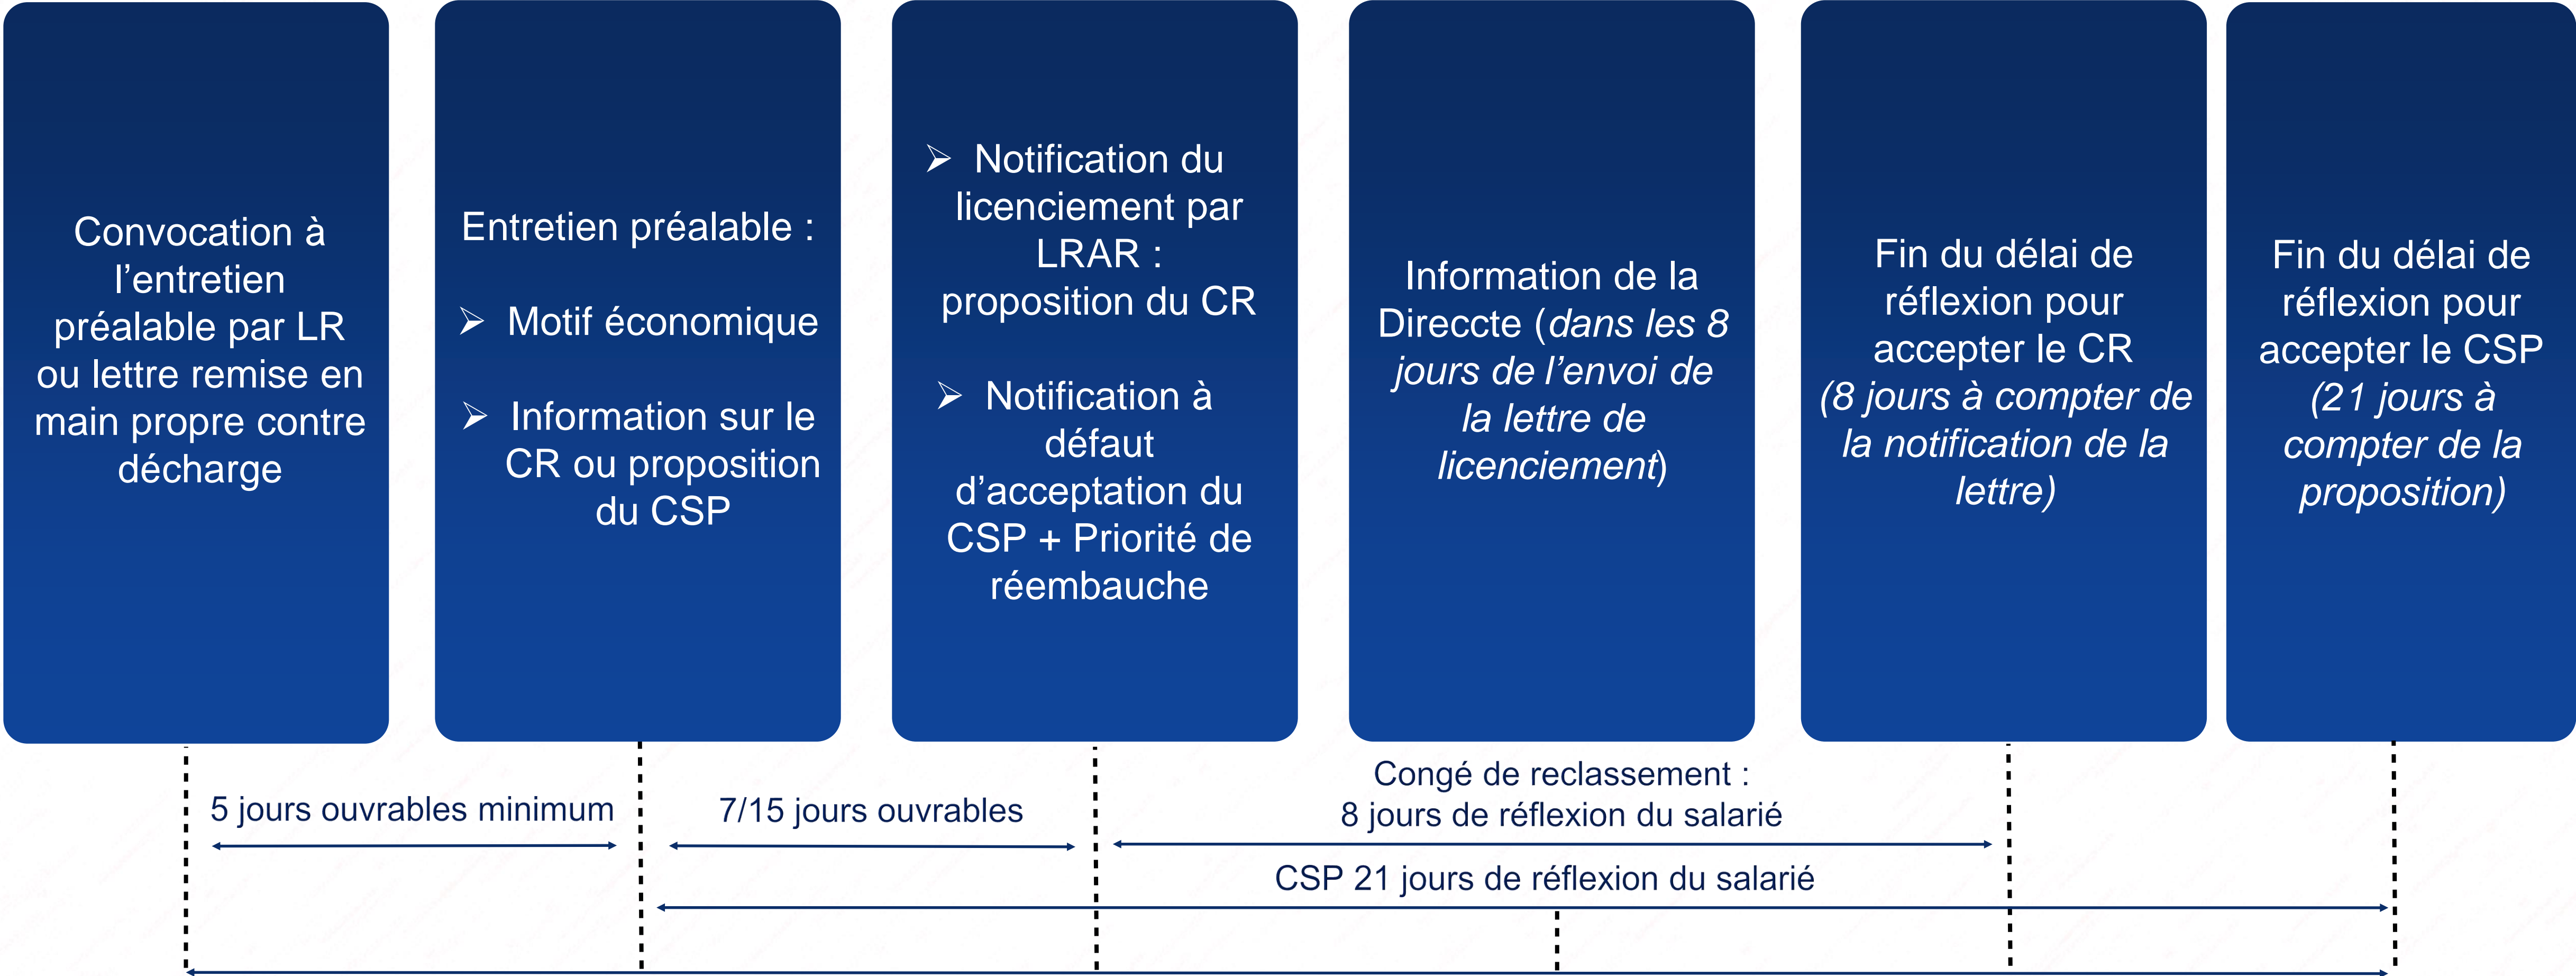 Convocation à
l’entretien
préalable par LR
ou lettre remise en
main propre contre
décharge
Entretien préalable :
➢ Motif économique
➢ Information sur le
CR ou proposition
du CSP
➢ Notification du
licenciement par
LRAR :
proposition du CR
➢ Notification à
défaut
d’acceptation du
CSP + Priorité de
réembauche
Information de la
Direccte (dans les 8
jours de l’envoi de
la lettre de
licenciement)
Fin du délai de
réflexion pour
accepter le CR
(8 jours à compter de
la notification de la
lettre)
Fin du délai de
réflexion pour
accepter le CSP
(21 jours à
compter de la
proposition)
5 jours ouvrables minimum
7/15 jours ouvrables
Congé de reclassement :
8 jours de réflexion du salarié
CSP 21 jours de réflexion du salarié